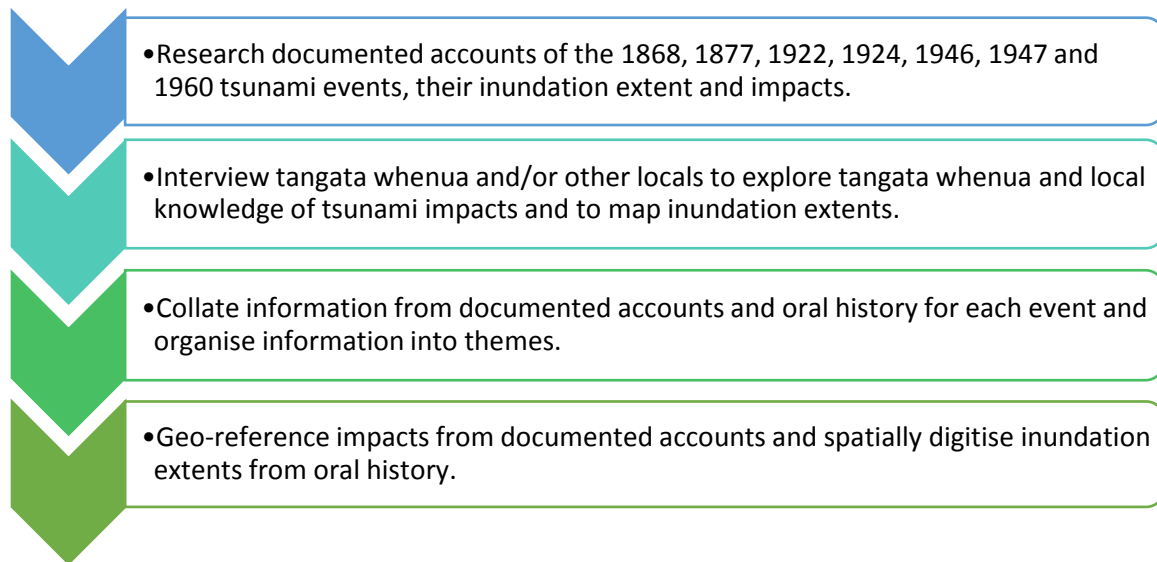 •Research documented accounts of the 1868, 1877, 1922, 1924, 1946, 1947 and
1960 tsunami events, their inundation extent and impacts.
•Interview tangata whenua and/or other locals to explore tangata whenua and local
knowledge of tsunami impacts and to map inundation extents.
•Collate information from documented accounts and oral history for each event and
organise information into themes.
•Geo-reference impacts from documented accounts and spatially digitise inundation
extents from oral history.